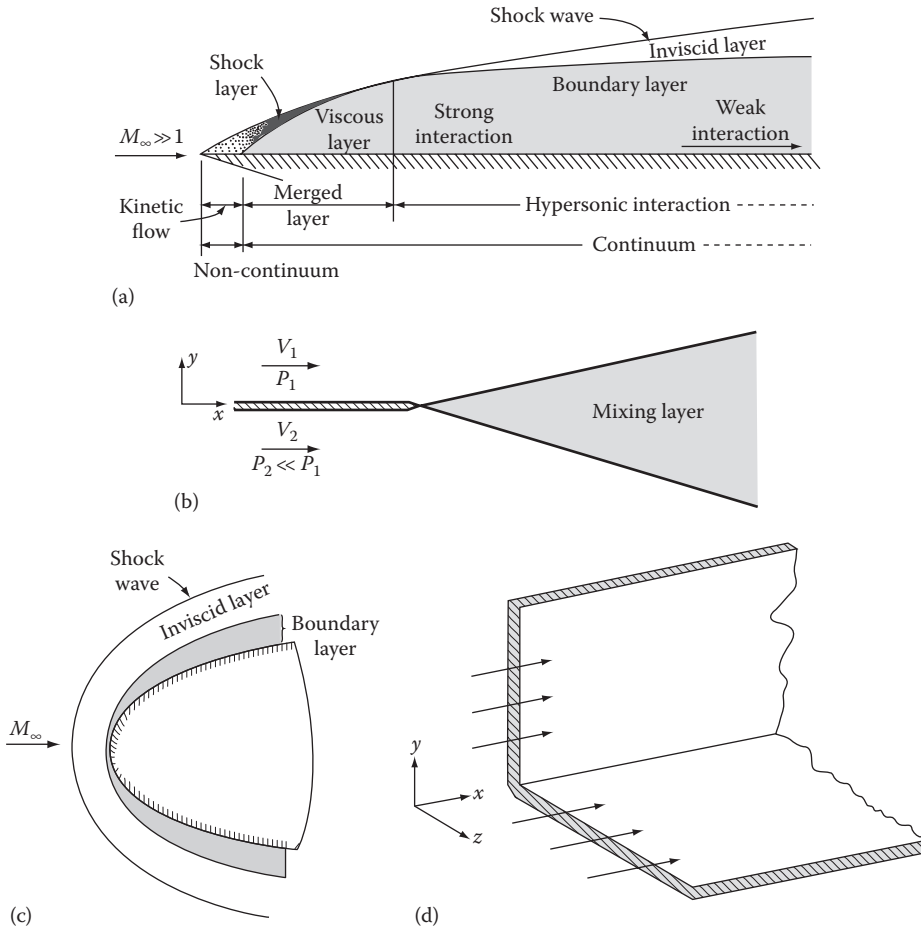 Shock wave
Inviscid layer
Shock
layer
Boundary layer
Viscous
layer
Strong
interaction
Weak
interaction
M∞≫1
Kinetic
flow
Merged
layer
Hypersonic interaction
Continuum
Non-continuum
(a)
y
x
V1
P1
V2
P2 ≪ P1
Mixing layer
(b)
Shock
wave
Inviscid layer
Boundary
layer
M∞
(c)
y
x
z
(d)